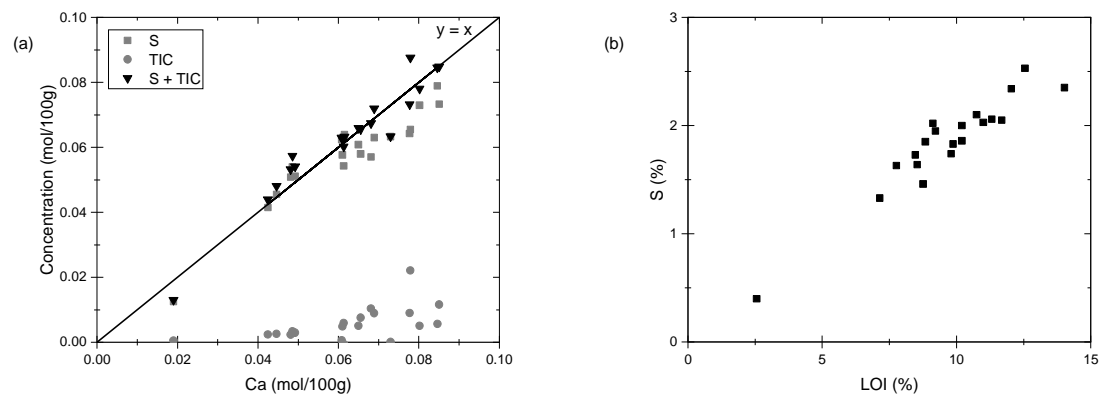 (a)
0.10
0.08
0.06
0.04
0.02
0.00
Concentration (mol/100g)
S
TIC
S + TIC
y = x
0.00 0.02 0.04 0.06 0.08 0.10
Ca (mol/100g)
(b)
3
2
1
0
S (%)
0 5 10 15
LOI (%)